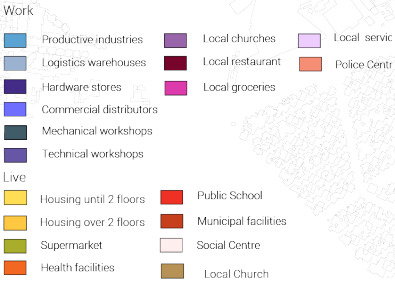 Work
Productive industries
Logistics warehouses
Hardware stores
Commercial distributors
Mechanical workshops
Technical workshops
Local churches
Local restaurant
Local groceries
Local servic
Police Centr
Live
Housing until 2 floors
Housing over 2 floors
Supermarket
Health facilities
Public School
Municipal facilities
Social Centre
Local Church